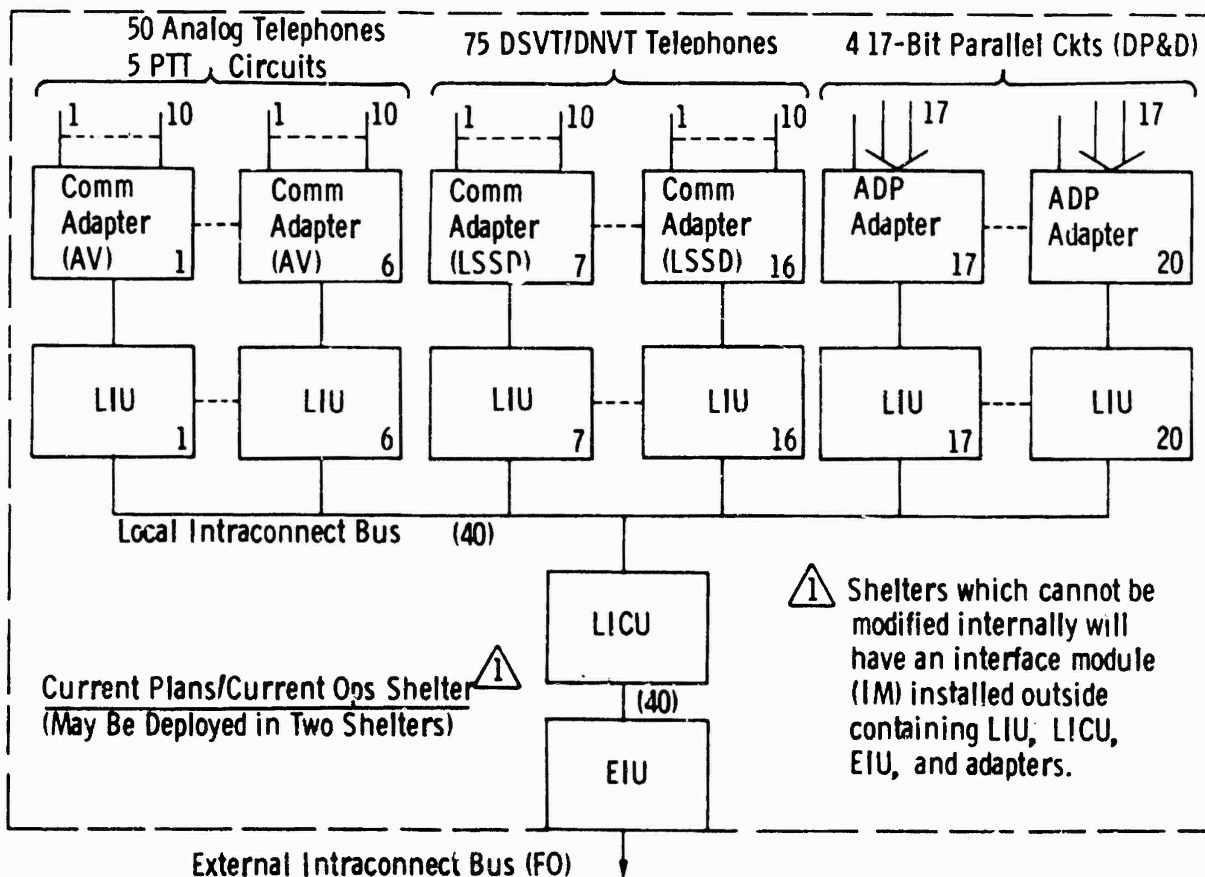 50 Analog Telephones
5 PTT Circuits
75 DSVT/DNVT Telephones
4 17-Bit Parallel Ckts (DP&D)
1 10 1 10 1 10 1 10 17 17
Comm
Adapter
(AV) 1
Comm
Adapter
(AV) 6
Comm
Adapter
(LSSD) 7
Comm
Adapter
(LSSD) 16
ADP
Adapter
17
ADP
Adapter
20
LIU
1
LIU
6
LIU
7
LIU
16
LIU
17
LIU
20
Local Intraconnect Bus (40)
LICU
(40)
EIU
1 Shelters which cannot be
modified internally will
have an interface module
(IM) installed outside
containing LIU, LICU,
EIU, and adapters.
Current Plans/Current Ops Shelter 1
(May Be Deployed in Two Shelters)
External Intraconnect Bus (FO)